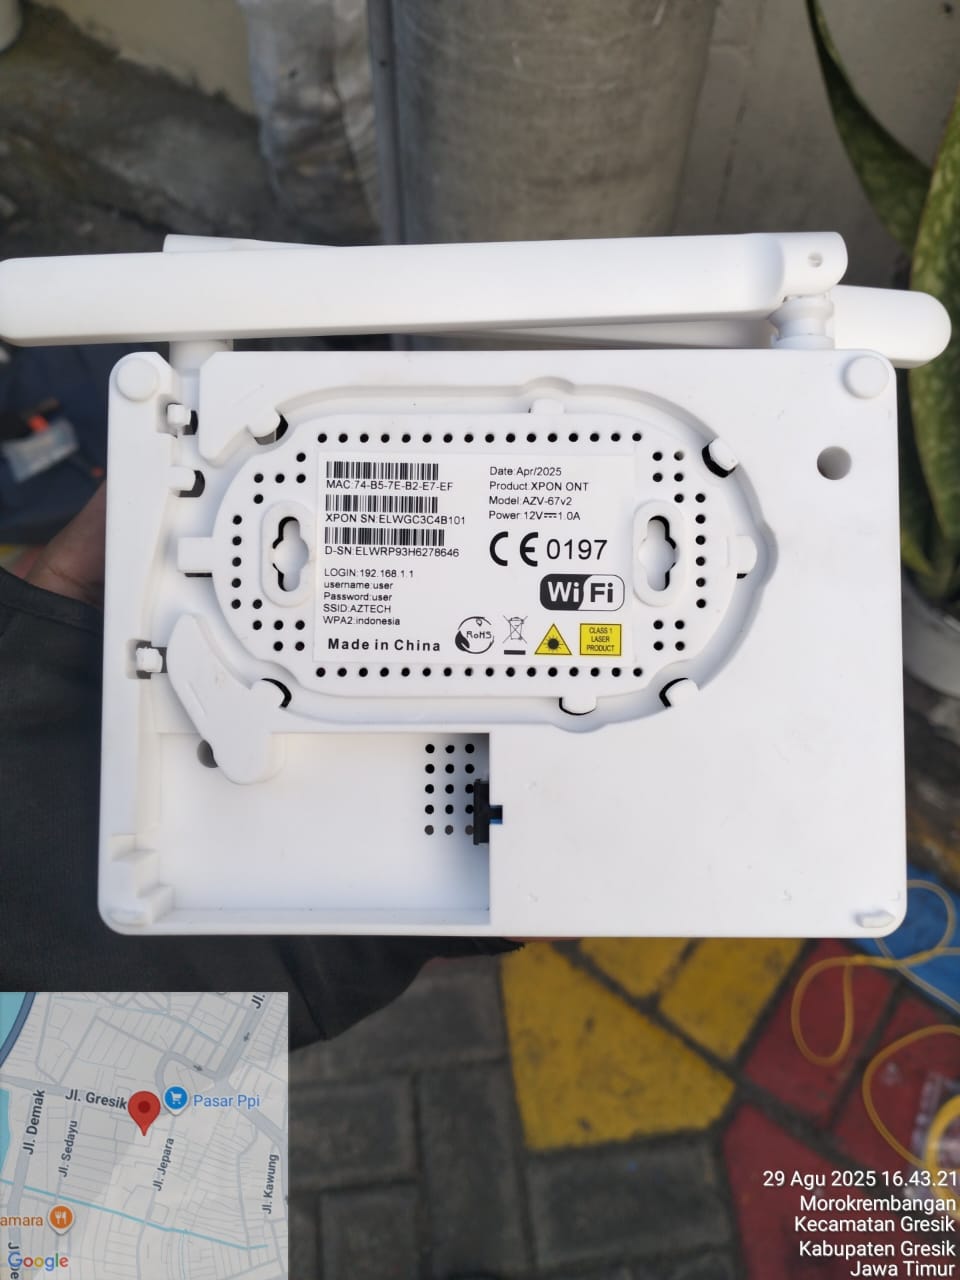 MAC:74-B5-7E-B2-E7-EF
XPON SN:ELWGC3C4B101
D-SN:ELWRP93H6278646
LOGIN:192.168.1.1
username:user
Password:user
SSID:AZTECH
WPA2:indonesia
Made in China
Date:Apr/2025
Product:XPON ONT
Model:AZV-67v2
Power:12V⎓1.0A
CE 0197
Wi Fi
RoHS
CLASS 1
LASER
PRODUCT
Jl.
Jl. Gresik
Pasar Ppi
Jl. Demak
Jl. Sedayu
Jl. Jepara
Jl. Kawung
amara
Google
29 Agu 2025 16.43.21
Morokrembangan
Kecamatan Gresik
Kabupaten Gresik
Jawa Timur